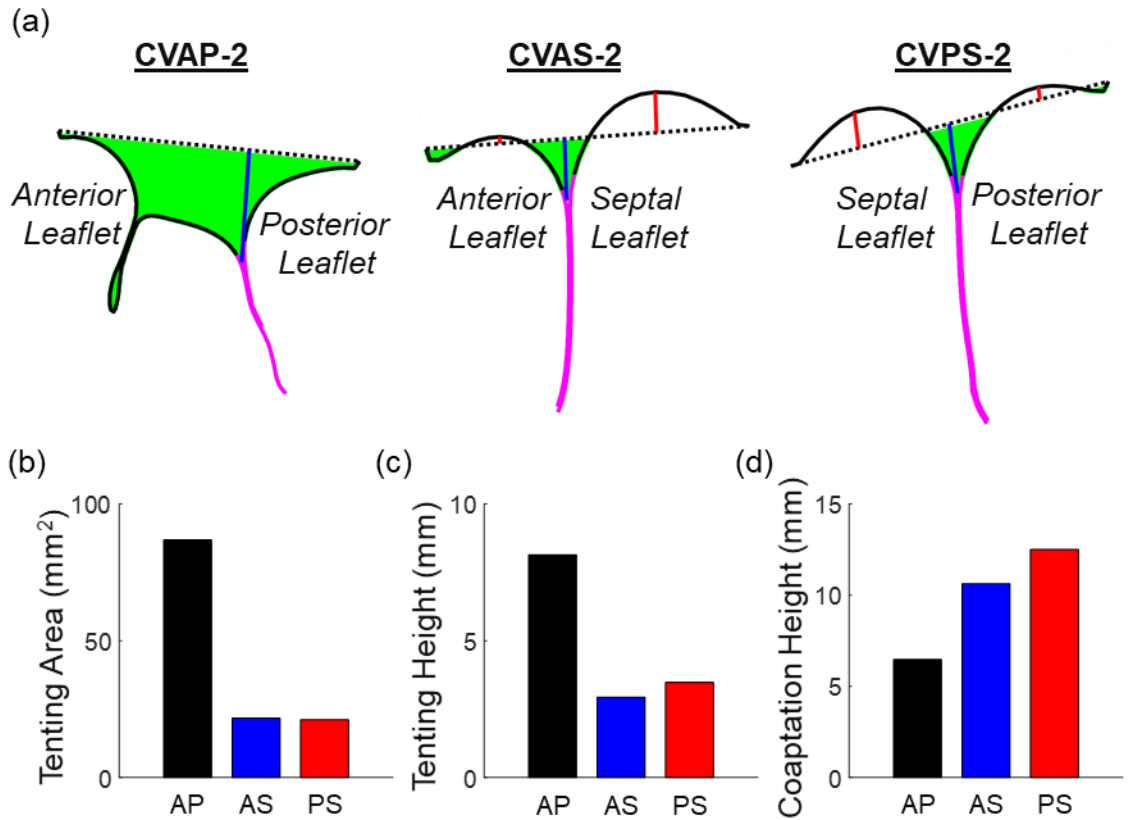 (a)
CVAP-2
CVAS-2
CVPS-2
Anterior
Leaflet
Posterior
Leaflet
Anterior
Leaflet
Septal
Leaflet
Septal
Leaflet
Posterior
Leaflet
(b)
Tenting Area (mm²)
100
50
0
AP
AS
PS
(c)
Tenting Height (mm)
10
5
0
AP
AS
PS
(d)
Coaptation Height (mm)
15
10
5
0
AP
AS
PS